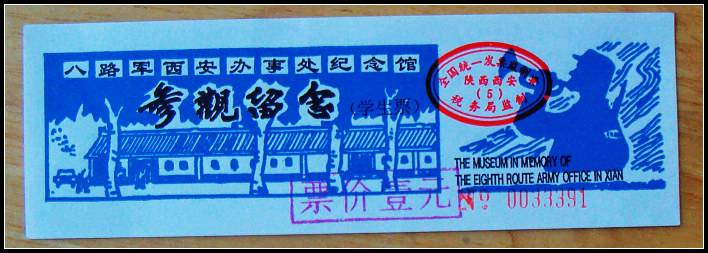 八路军西安办事处纪念馆
参觀留念
(学生票)
全国统一发票监制章
陕西西安
(5)
税务局监制
THE MUSEUM IN MEMORY OF
THE EIGHTH ROUTE ARMY OFFICE IN XIAN
票价壹元
№ 0033391